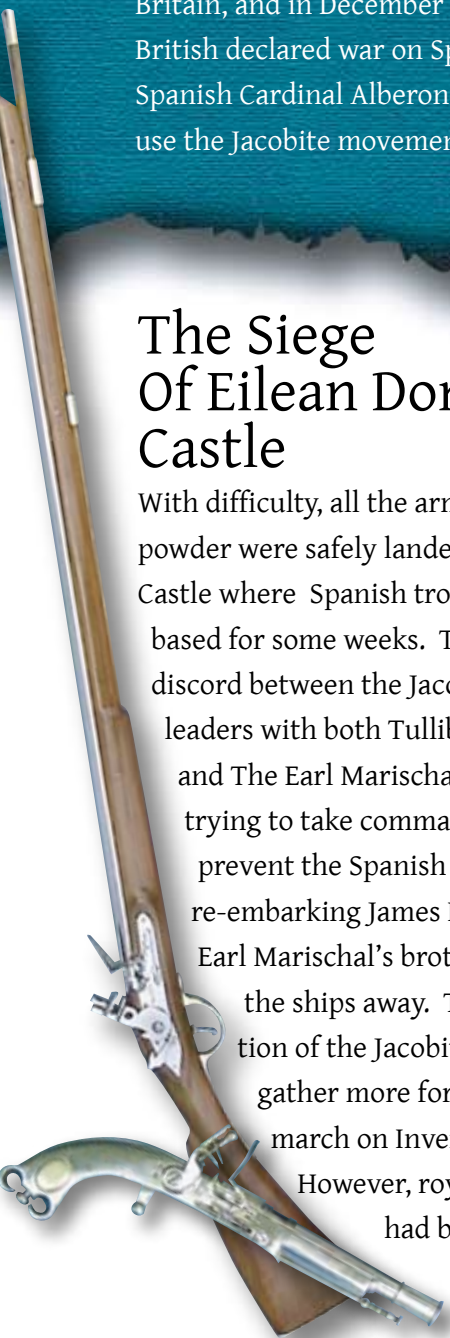 Britain, and in December
British declared war on Sp
Spanish Cardinal Alberon
use the Jacobite movemen
The Siege
Of Eilean Dor
Castle
With difficulty, all the arm
powder were safely lande
Castle where Spanish tro
based for some weeks. T
discord between the Jaco
leaders with both Tullib
and The Earl Marischa
trying to take comma
prevent the Spanish
re-embarking James
Earl Marischal's brot
the ships away. T
tion of the Jacobi
gather more for
march on Inve
However, roy
had b